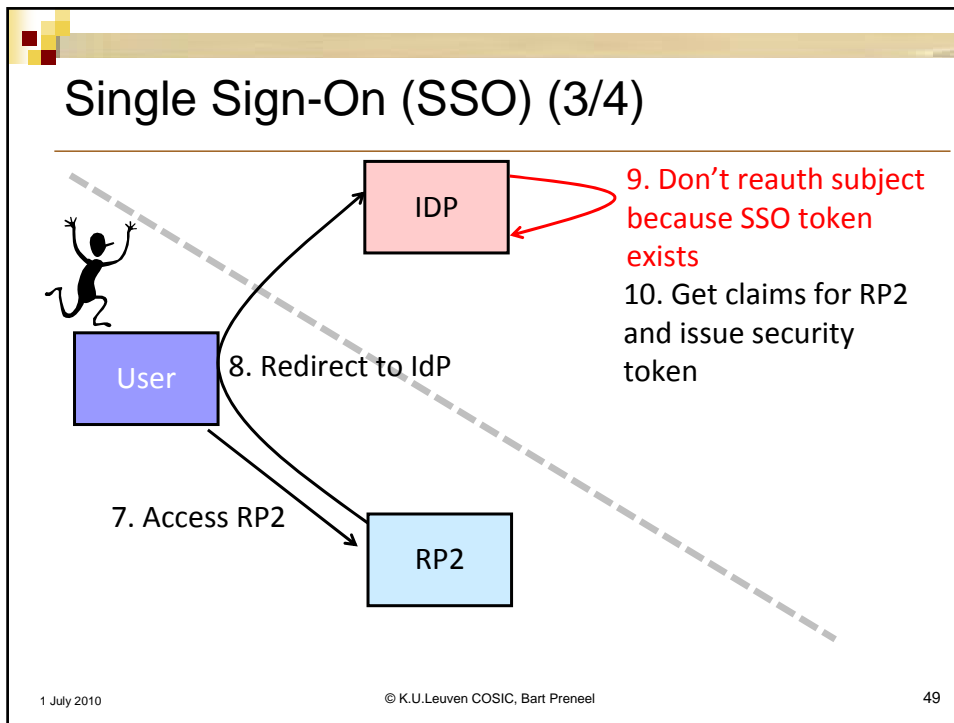 Single Sign-On (SSO) (3/4)
IDP
9. Don’t reauth subject
because SSO token
exists
10. Get claims for RP2
and issue security
token
User
8. Redirect to IdP
7. Access RP2
RP2
1 July 2010
© K.U.Leuven COSIC, Bart Preneel
49